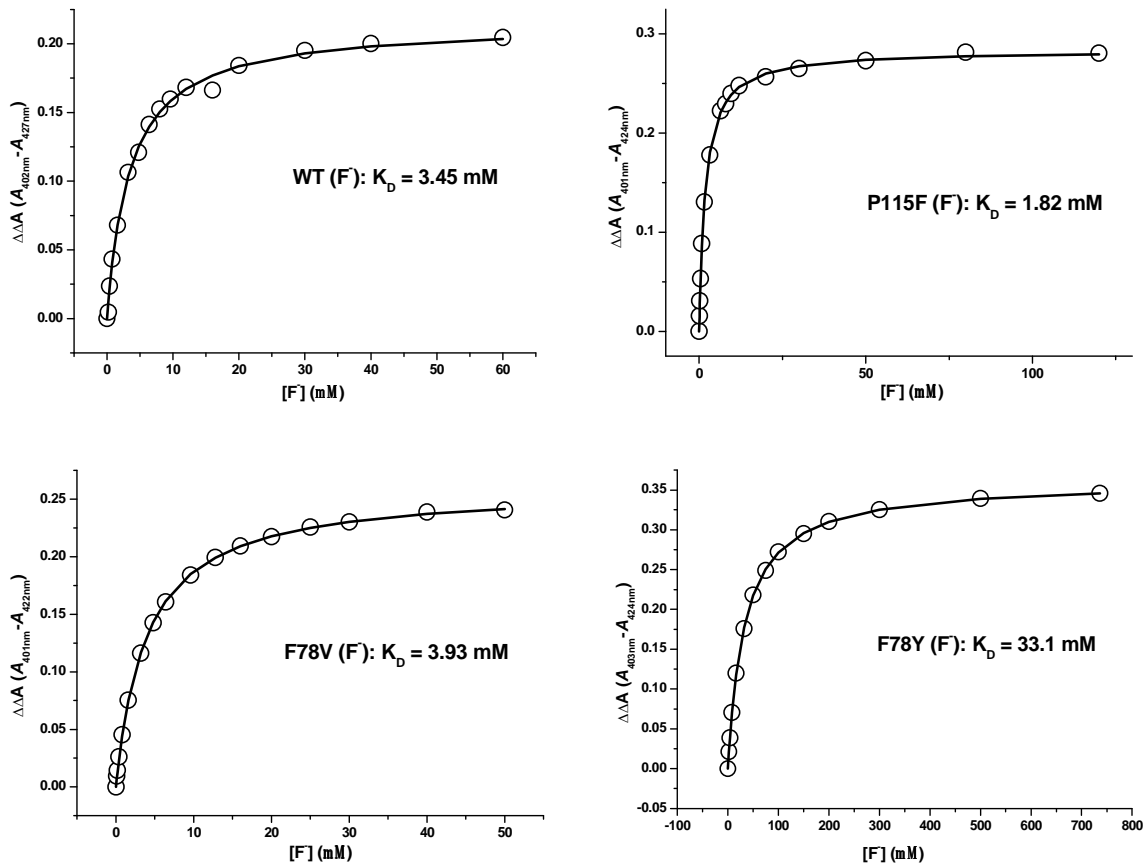 0.20
0.15
0.10
0.05
0.00
ΔΔA (A402nm-A427nm)
WT (F-): KD = 3.45 mM
0 10 20 30 40 50 60
[F-] (mM)
0.3
0.2
0.1
0.0
ΔΔA (A401nm-A424nm)
P115F (F-): KD = 1.82 mM
0 50 100
[F-] (mM)
0.25
0.20
0.15
0.10
0.05
0.00
ΔΔA (A401nm-A422nm)
F78V (F-): KD = 3.93 mM
0 10 20 30 40 50
[F-] (mM)
0.35
0.30
0.25
0.20
0.15
0.10
0.05
0.00
-0.05
ΔΔA (A403nm-A424nm)
F78Y (F-): KD = 33.1 mM
-100 0 100 200 300 400 500 600 700 800
[F-] (mM)